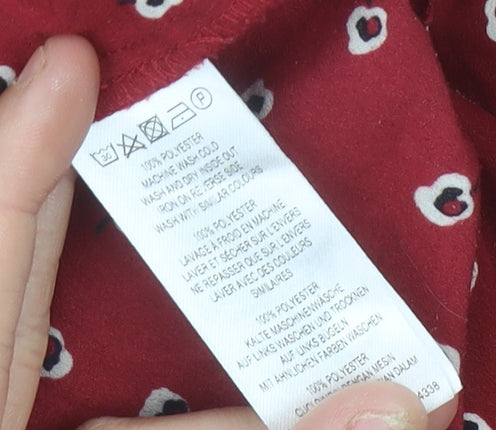 30
P
100% POLYESTER
MACHINE WASH COLD
WASH AND DRY INSIDE OUT
IRON ON REVERSE SIDE
WASH WITH SIMILAR COLOURS
100% POLYESTER
LAVAGE À FROID EN MACHINE
LAVER ET SÉCHER SUR L'ENVERS
NE REPASSER QUE SUR L'ENVERS
LAVER AVEC DES COULEURS
SIMILAIRES
100% POLYESTER
KALTE MASCHINENWÄSCHE
AUF LINKS WASCHEN UND TROCKNEN
AUF LINKS BÜGELN
MIT ÄHNLICHEN FARBEN WASCHEN
100% POLYESTER
DENGAN MESIN
DALAM
4338